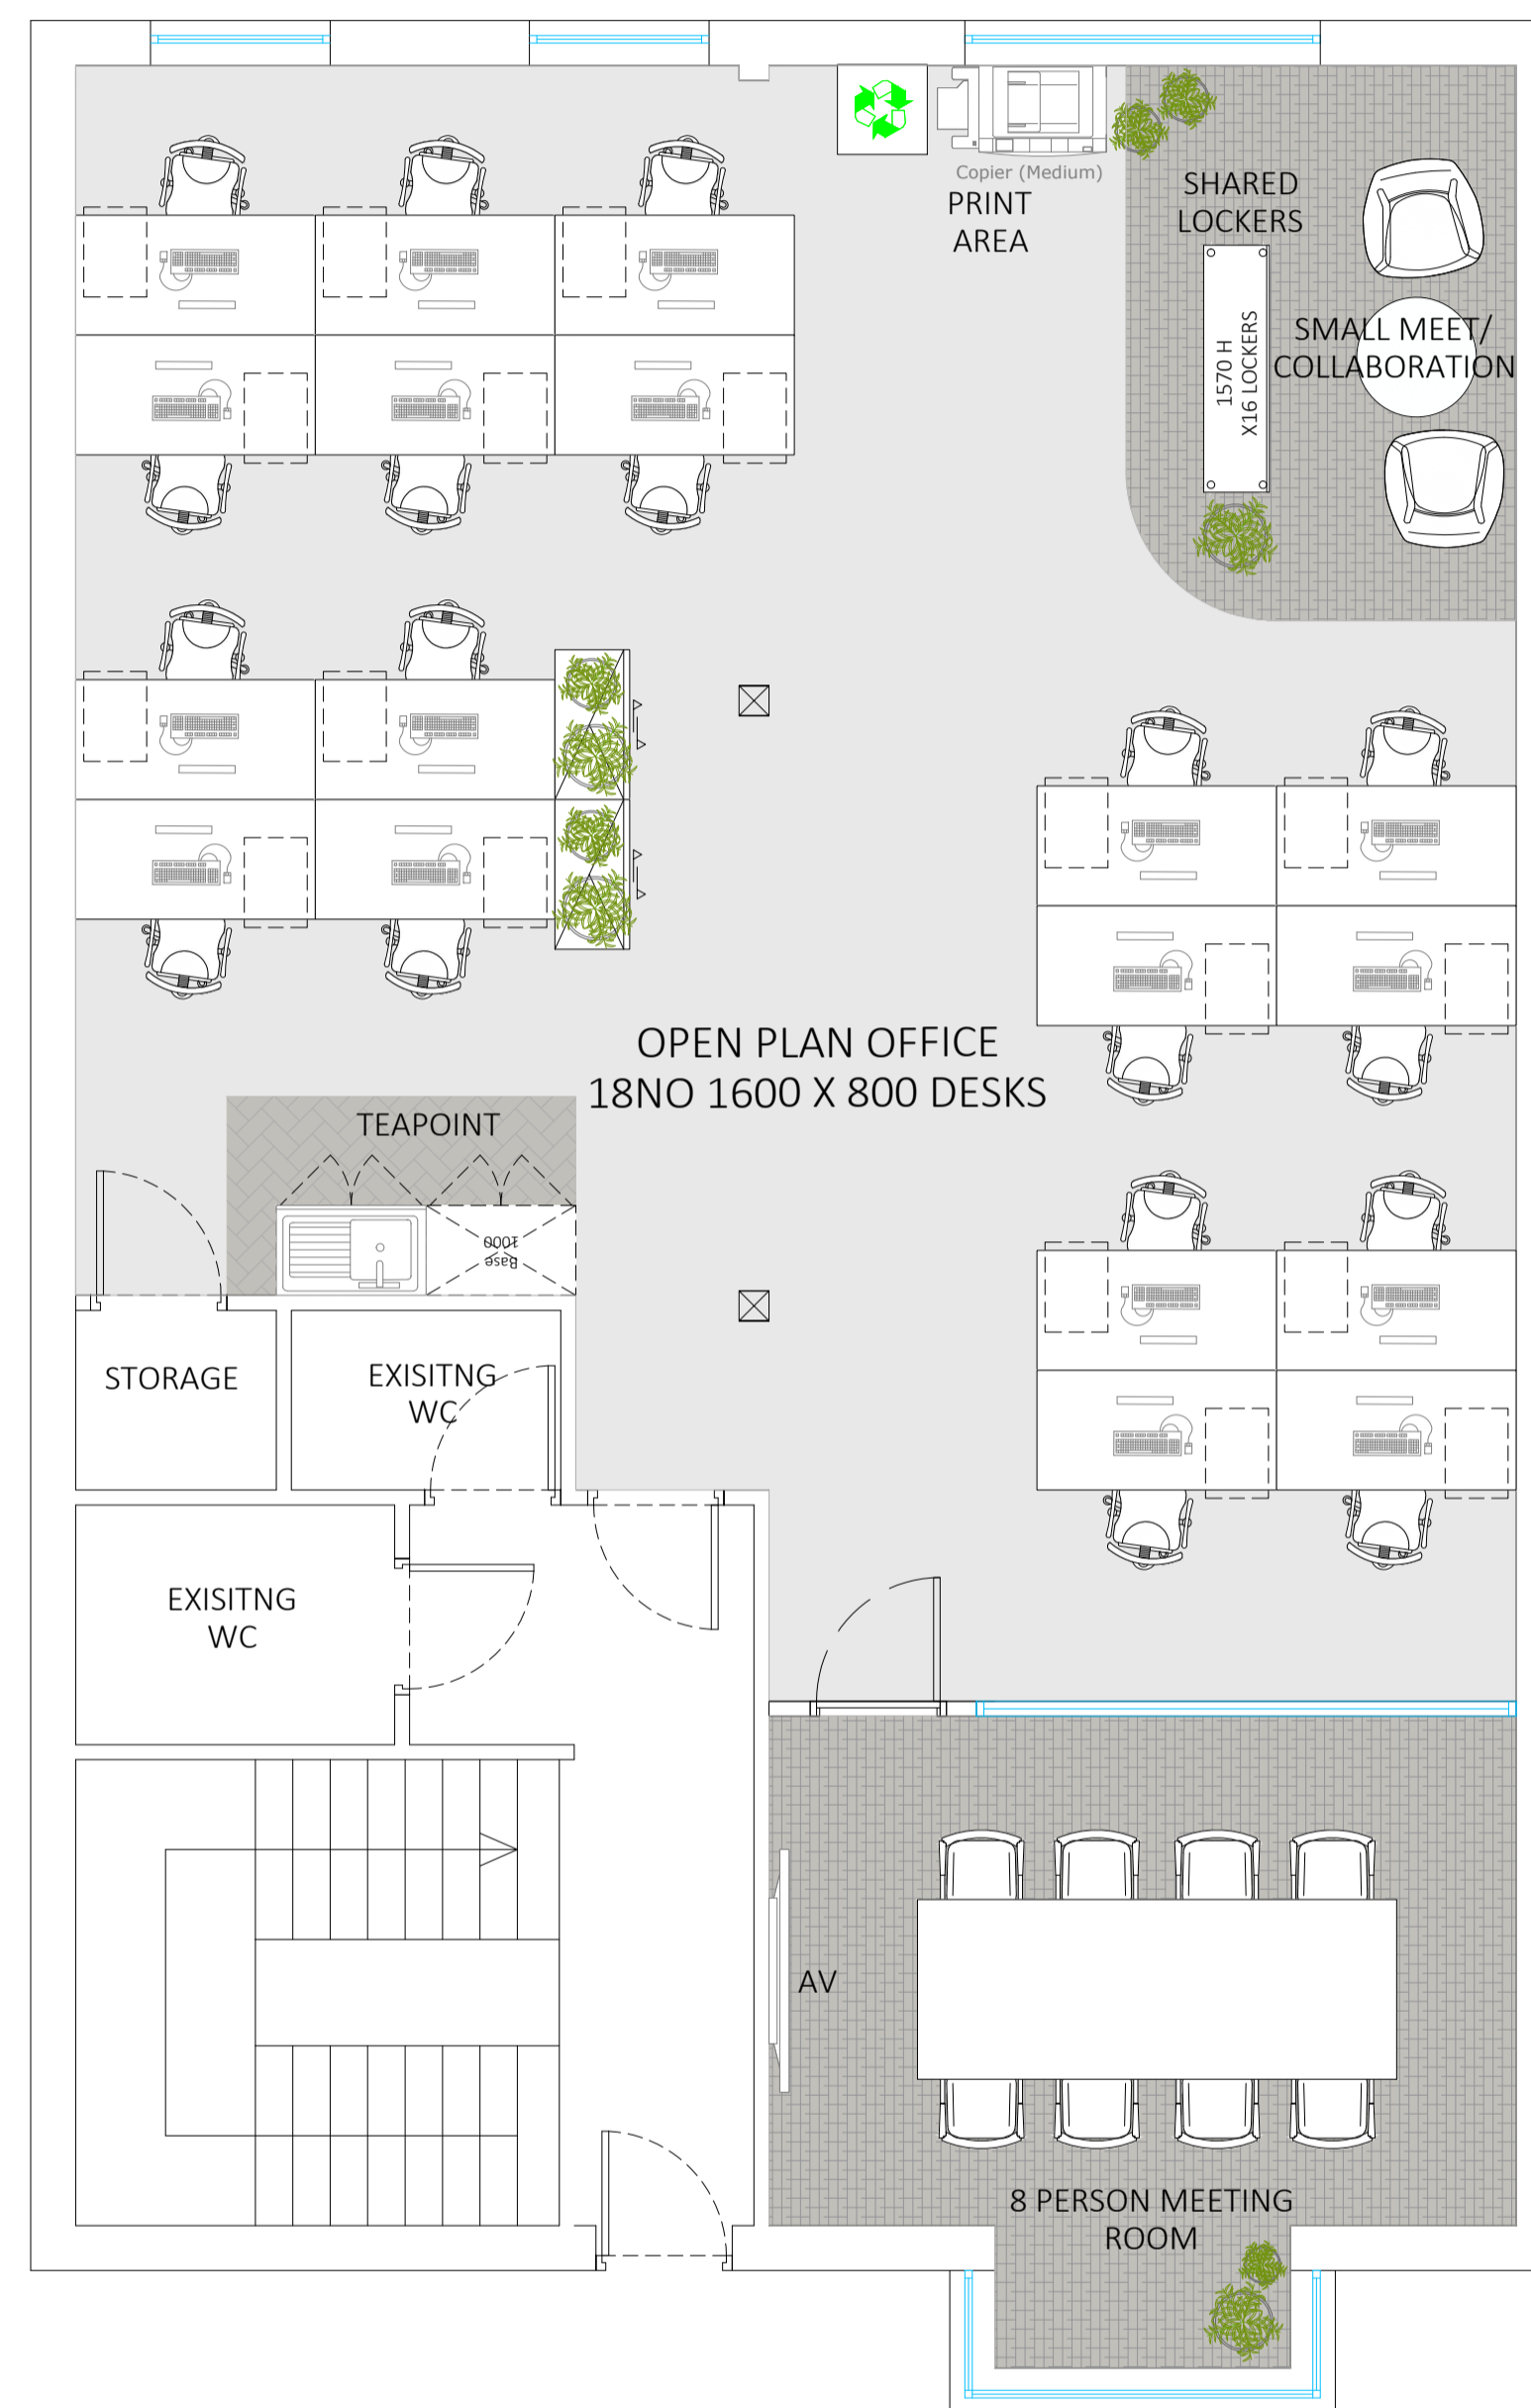 Copier (Medium)
PRINT
AREA
SHARED
LOCKERS
1570 H
X16 LOCKERS
SMALL MEET/
COLLABORATION
OPEN PLAN OFFICE
18NO 1600 X 800 DESKS
TEAPOINT
Base
1000
STORAGE
EXISITNG
WC
EXISITNG
WC
AV
8 PERSON MEETING
ROOM